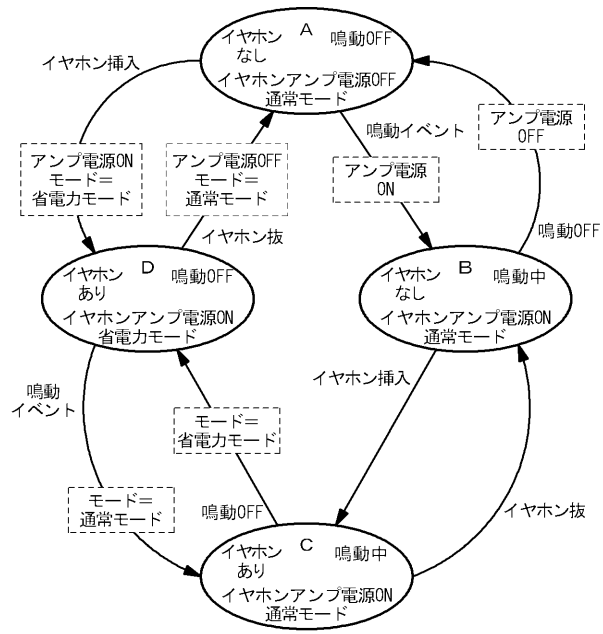 A
イヤホン
なし
鳴動OFF
イヤホンアンプ電源OFF
通常モード
イヤホン挿入
アンプ電源ON
モード=
省電力モード
アンプ電源OFF
モード=
通常モード
イヤホン抜
鳴動イベント
アンプ電源
ON
アンプ電源
OFF
鳴動OFF
D
イヤホン
あり
鳴動OFF
イヤホンアンプ電源ON
省電力モード
B
イヤホン
なし
鳴動中
イヤホンアンプ電源ON
通常モード
鳴動
イベント
モード=
通常モード
モード=
省電力モード
鳴動OFF
イヤホン挿入
イヤホン抜
C
イヤホン
あり
鳴動中
イヤホンアンプ電源ON
通常モード